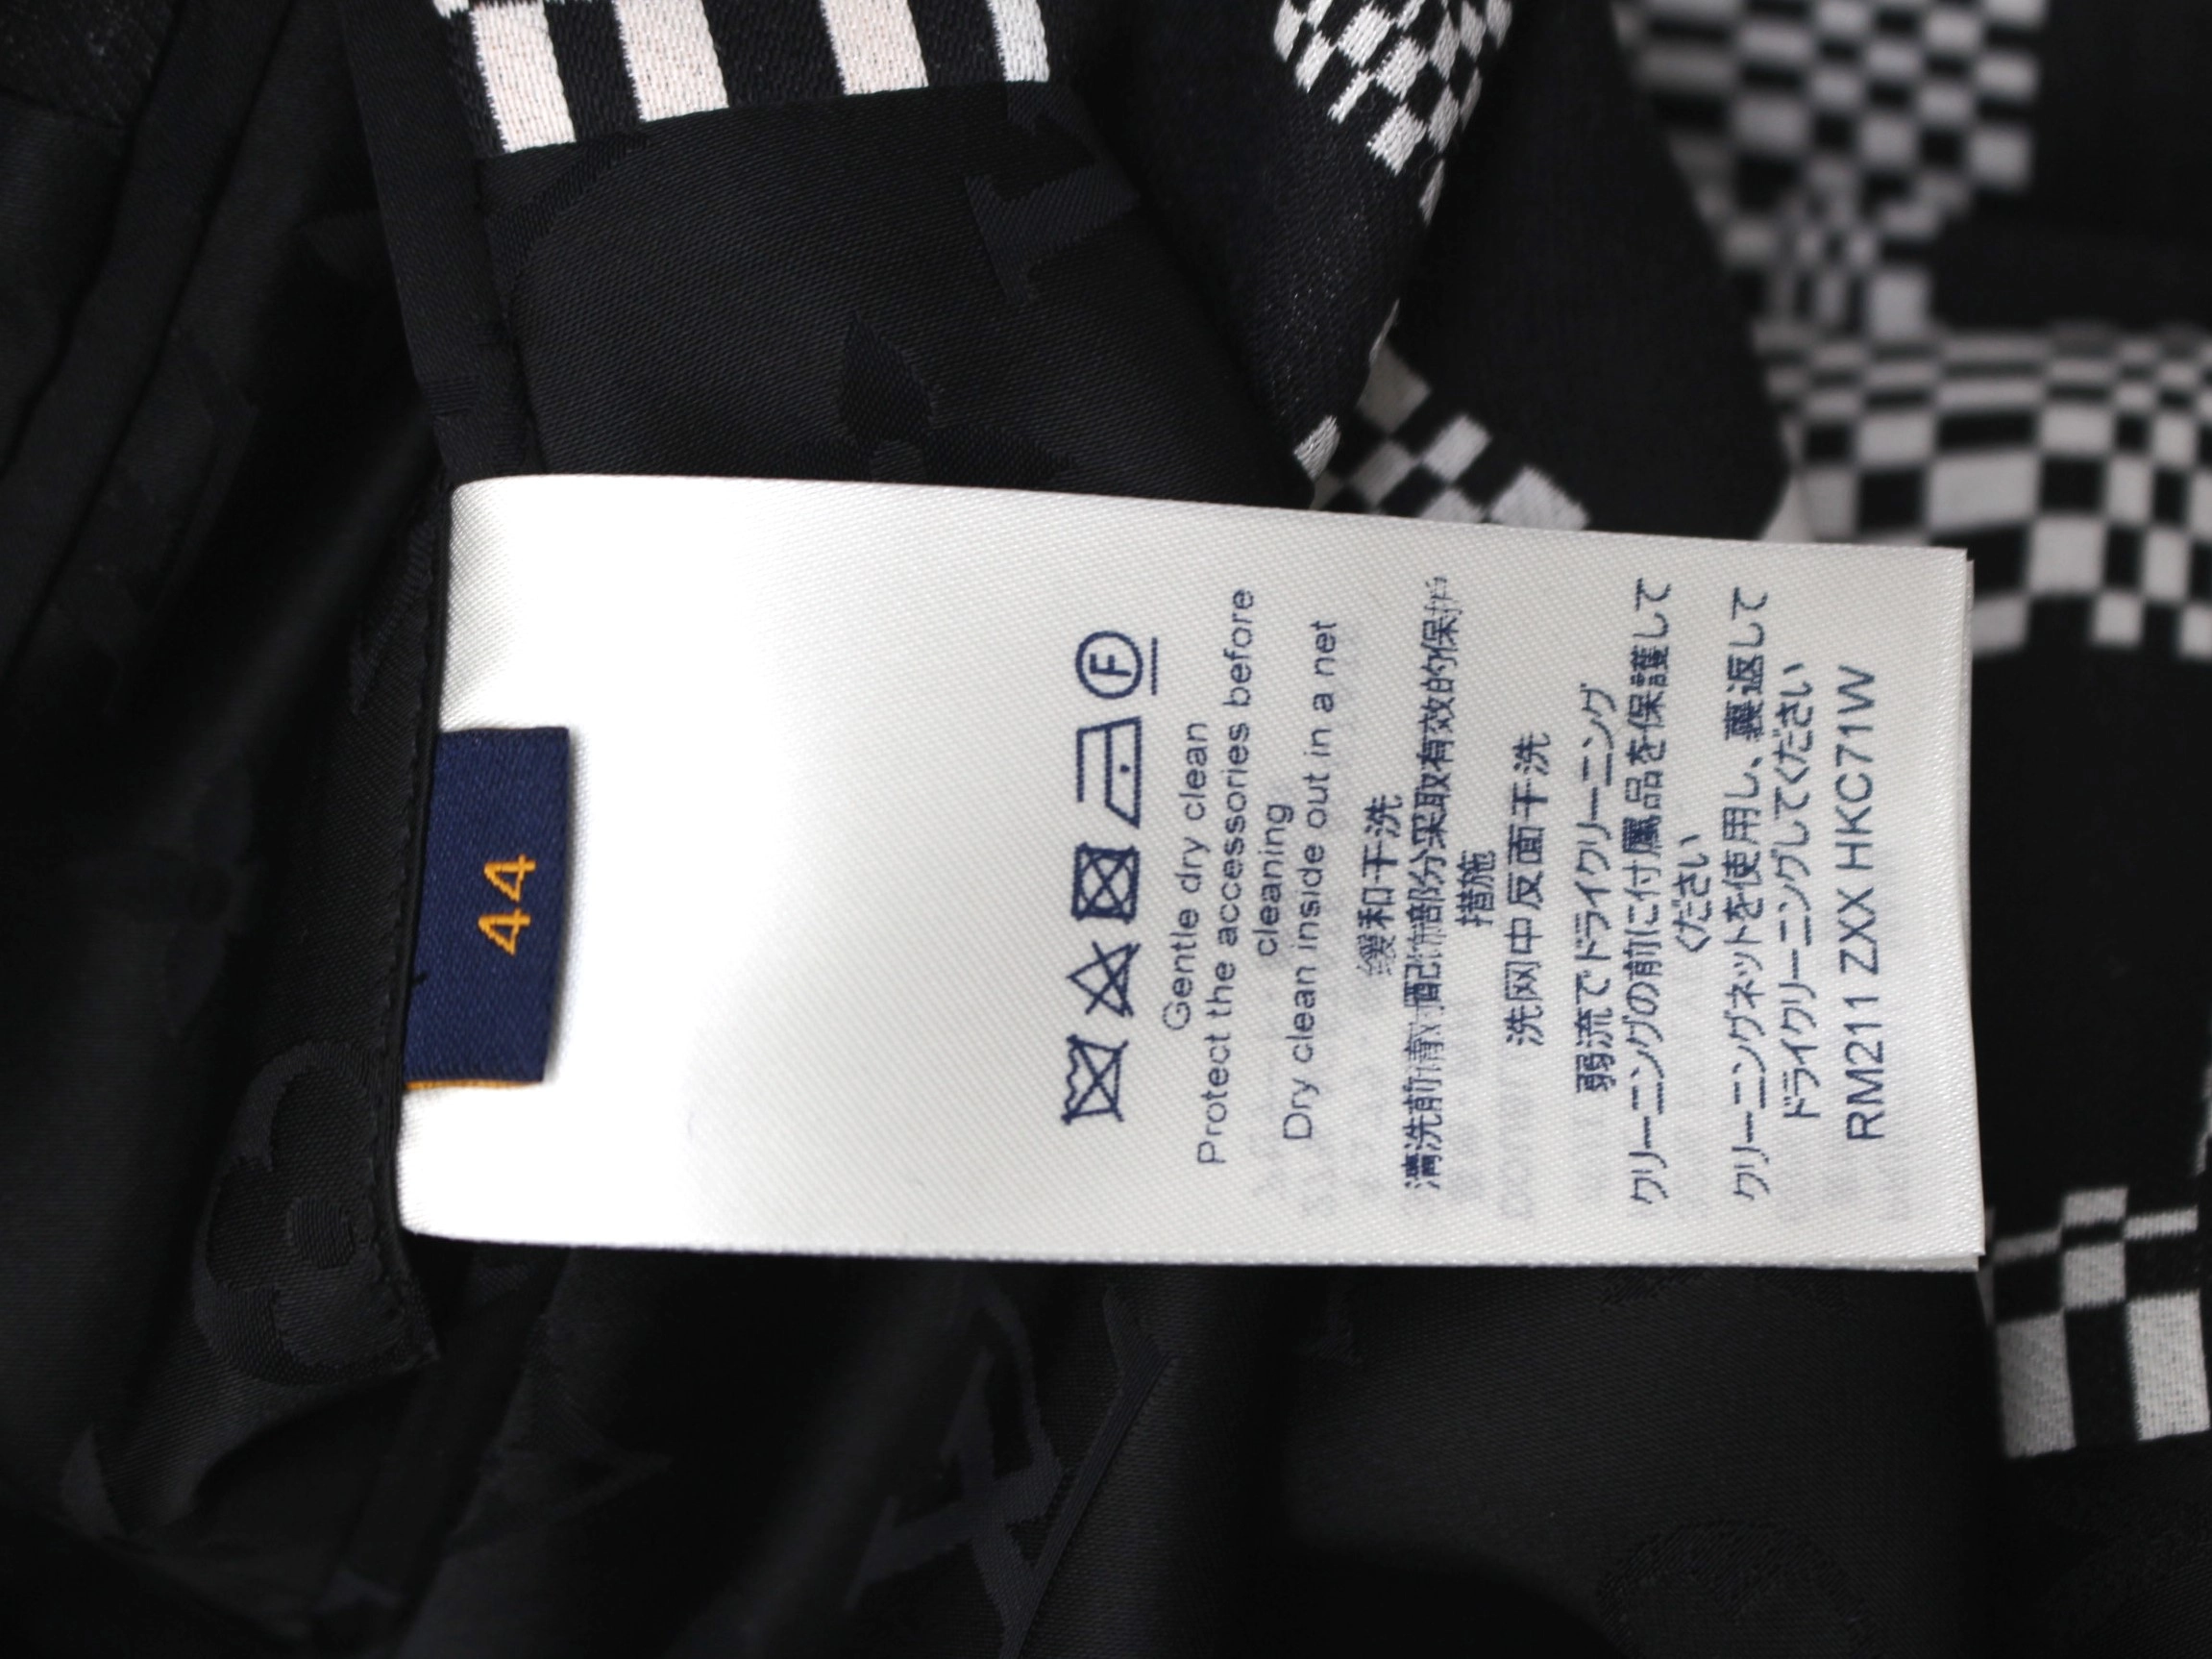 44
F
Gentle dry clean
Protect the accessories before
cleaning
Dry clean inside out in a net
缓和干洗
清洗前请对配饰部分采取有效的保护
措施
洗网中反面干洗
弱流でドライクリーニング
クリーニングの前に付属品を保護して
ください
クリーニングネットを使用し、裏返して
ドライクリーニングしてください
RM211 ZXX HKC71W